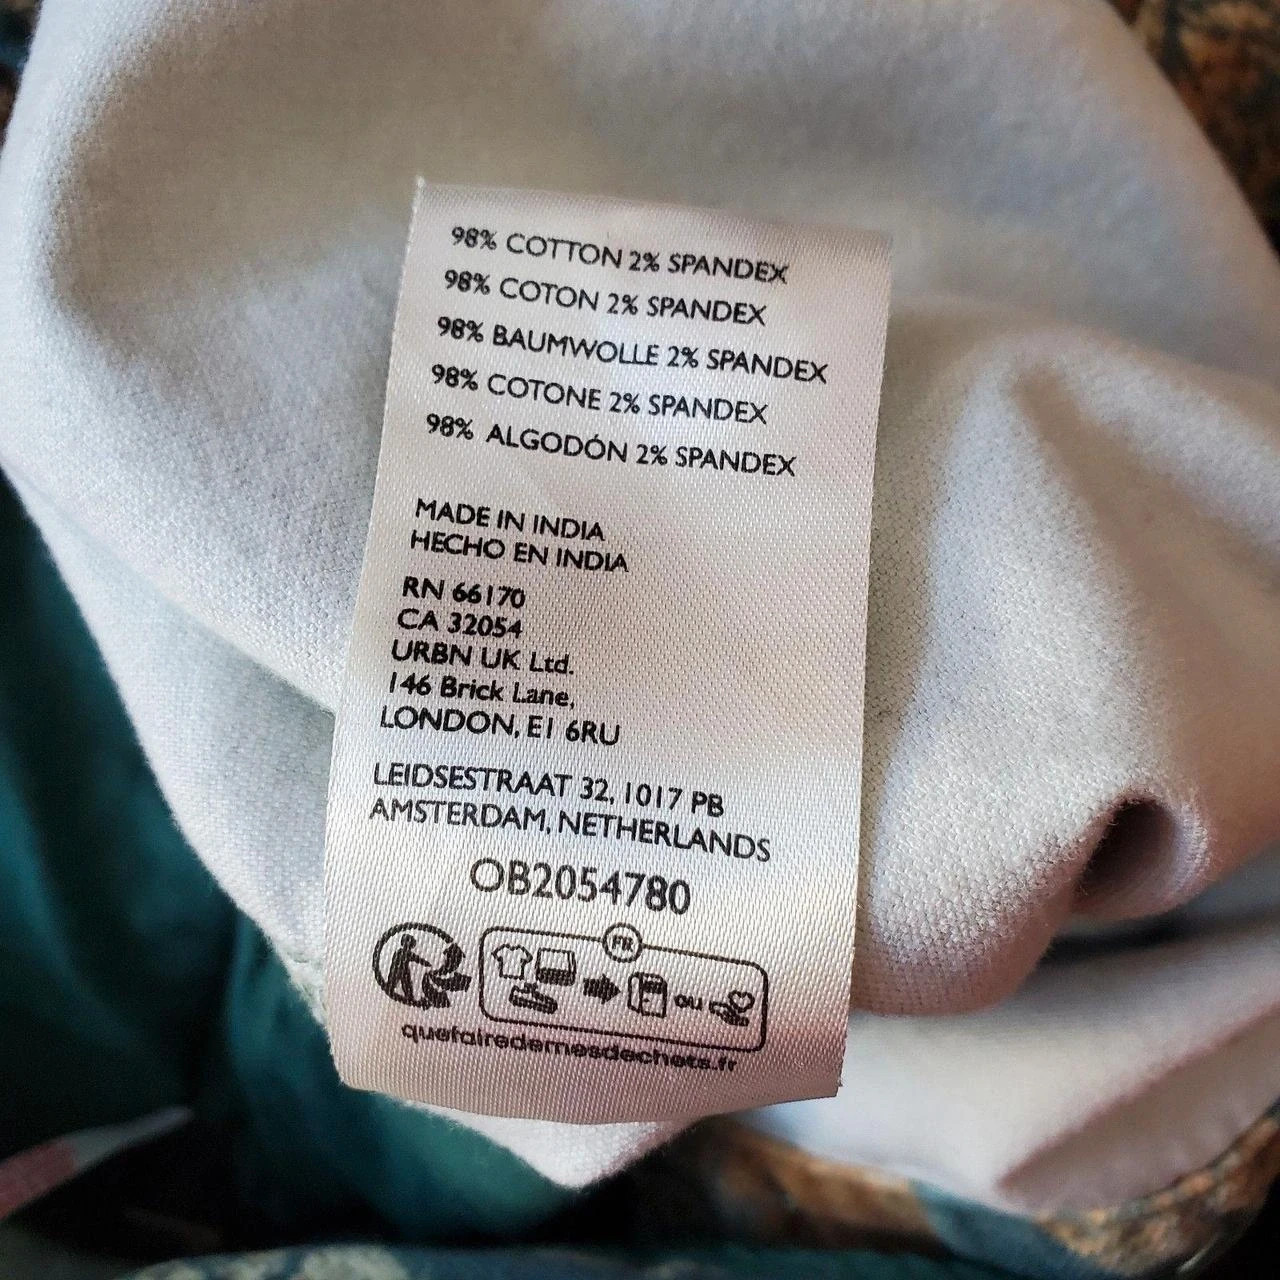 98% COTTON 2% SPANDEX
98% COTON 2% SPANDEX
98% BAUMWOLLE 2% SPANDEX
98% COTONE 2% SPANDEX
98% ALGODÓN 2% SPANDEX
MADE IN INDIA
HECHO EN INDIA
RN 66170
CA 32054
URBN UK Ltd.
146 Brick Lane,
LONDON, E1 6RU
LEIDSESTRAAT 32, 1017 PB
AMSTERDAM, NETHERLANDS
OB2054780
FR
ou
quefairedemesdechets.fr